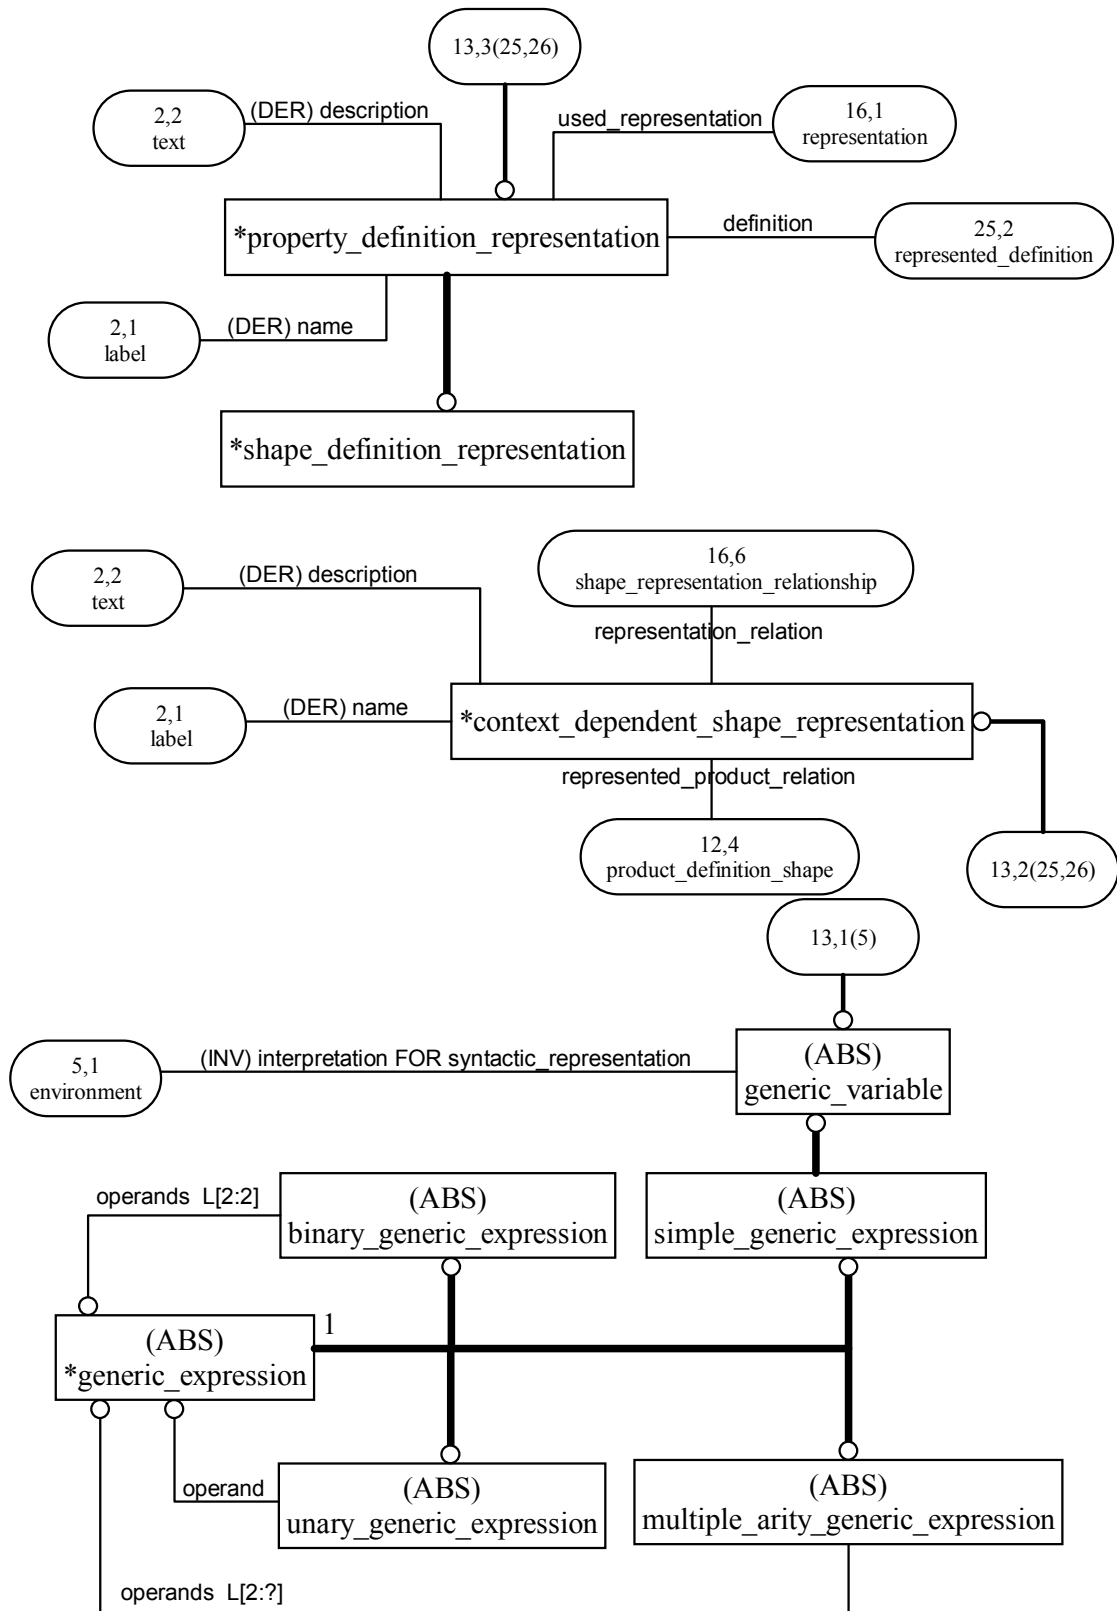 13,3(25,26)
2,2
text
(DER) description
used_representation
16,1
representation
*property_definition_representation
definition
25,2
represented_definition
2,1
label
(DER) name
*shape_definition_representation
2,2
text
(DER) description
16,6
shape_representation_relationship
representation_relation
2,1
label
(DER) name
*context_dependent_shape_representation
represented_product_relation
12,4
product_definition_shape
13,2(25,26)
13,1(5)
5,1
environment
(INV) interpretation FOR syntactic_representation
(ABS)
generic_variable
operands L[2:2]
(ABS)
binary_generic_expression
(ABS)
simple_generic_expression
(ABS)
*generic_expression
1
operand
(ABS)
unary_generic_expression
(ABS)
multiple_arity_generic_expression
operands L[2:?]